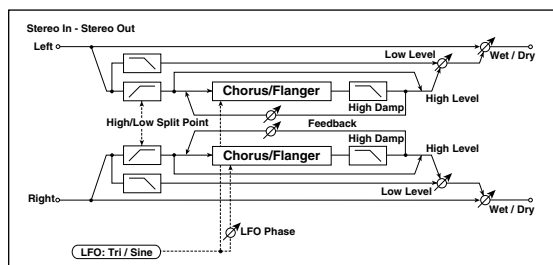 Stereo In - Stereo Out
Left
Wet / Dry
Low Level
Chorus/Flanger
High Damp
High Level
High/Low Split Point
Feedback
High Damp
High Level
Chorus/Flanger
Low Level
Right
Wet / Dry
LFO Phase
LFO: Tri / Sine